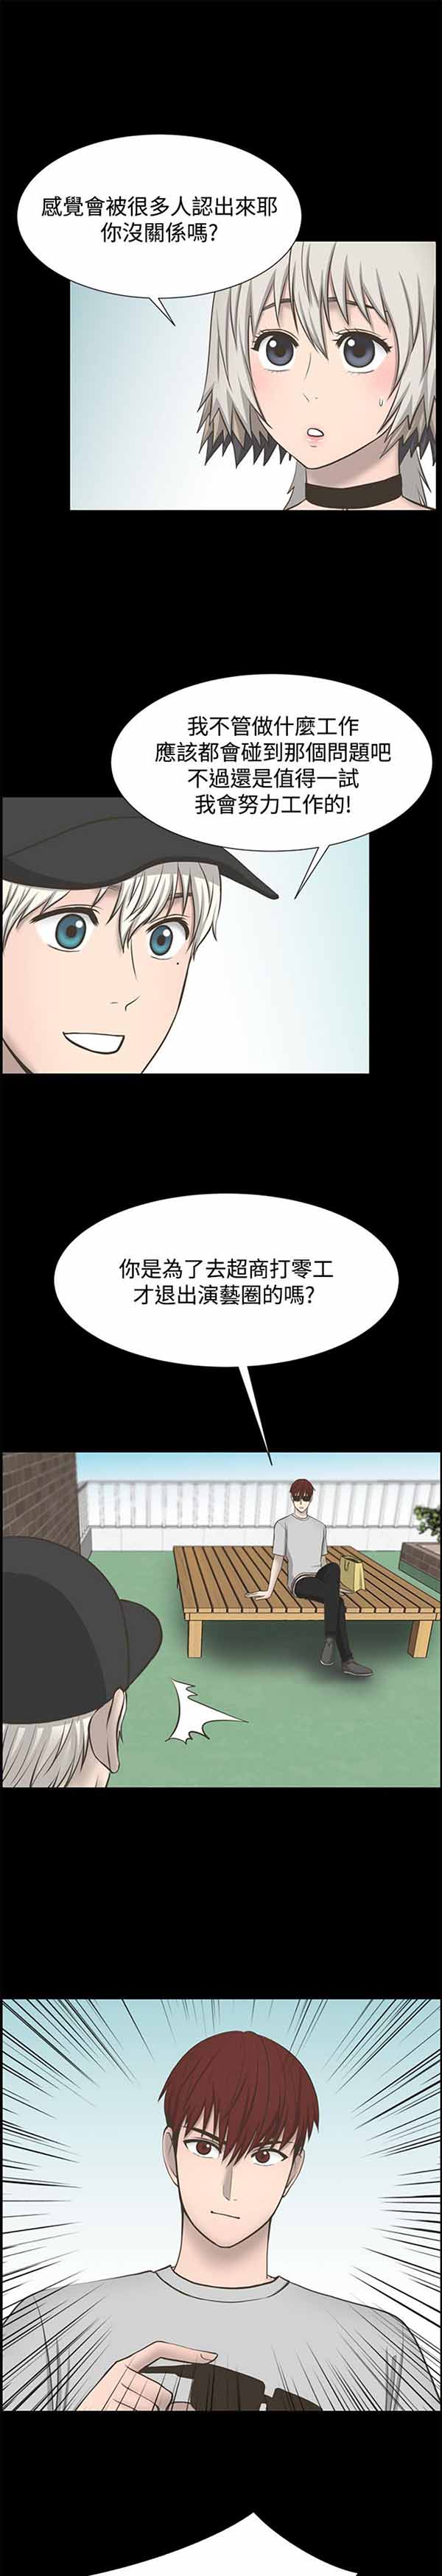 感覺會被很多人認出來耶
你沒關係嗎?
我不管做什麼工作
應該都會碰到那個問題吧
不過還是值得一試
我會努力工作的!
你是為了去超商打零工
才退出演藝圈的嗎?